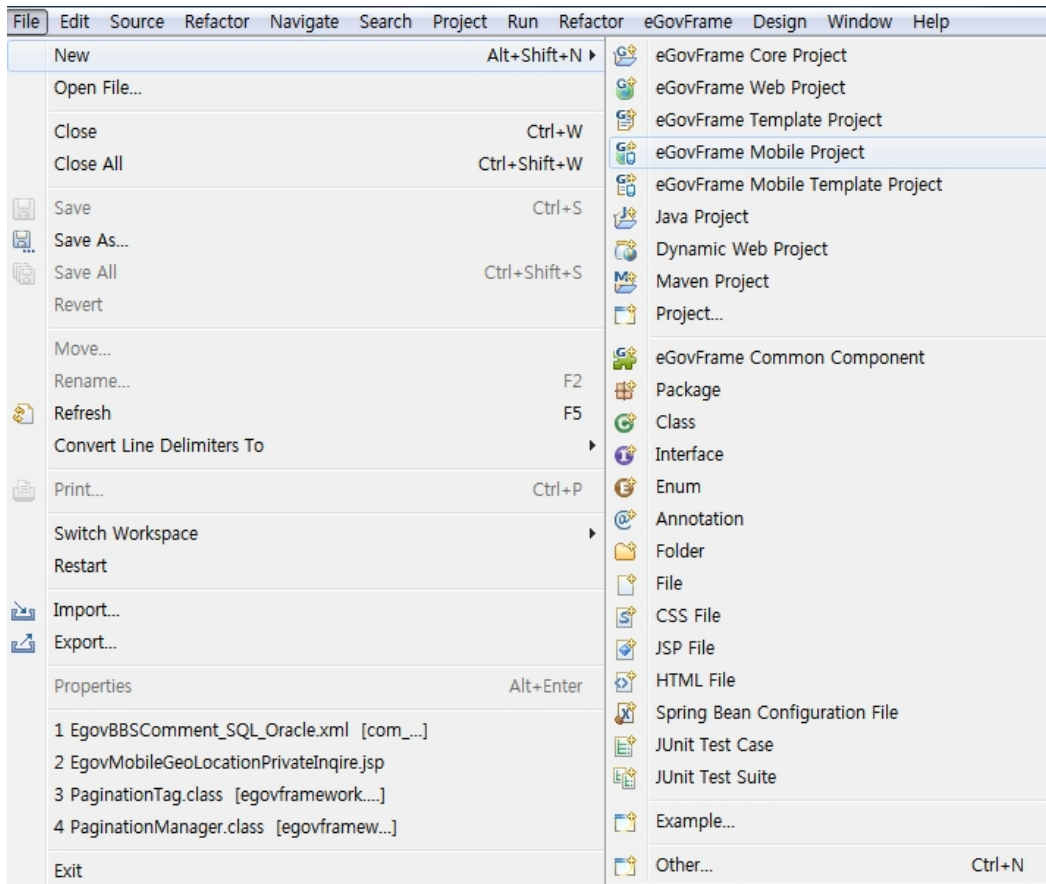 File Edit Source Refactor Navigate Search Project Run Refactor eGovFrame Design Window Help
New Alt+Shift+N
Open File...
Close Ctrl+W
Close All Ctrl+Shift+W
Save Ctrl+S
Save As...
Save All Ctrl+Shift+S
Revert
Move...
Rename... F2
Refresh F5
Convert Line Delimiters To
Print... Ctrl+P
Switch Workspace
Restart
Import...
Export...
Properties Alt+Enter
1 EgovBBSComment_SQL_Oracle.xml [com_...]
2 EgovMobileGeoLocationPrivateInqire.jsp
3 PaginationTag.class [egovframework....]
4 PaginationManager.class [egovframew...]
Exit
eGovFrame Core Project
eGovFrame Web Project
eGovFrame Template Project
eGovFrame Mobile Project
eGovFrame Mobile Template Project
Java Project
Dynamic Web Project
Maven Project
Project...
eGovFrame Common Component
Package
Class
Interface
Enum
Annotation
Folder
File
CSS File
JSP File
HTML File
Spring Bean Configuration File
JUnit Test Case
JUnit Test Suite
Example...
Other... Ctrl+N